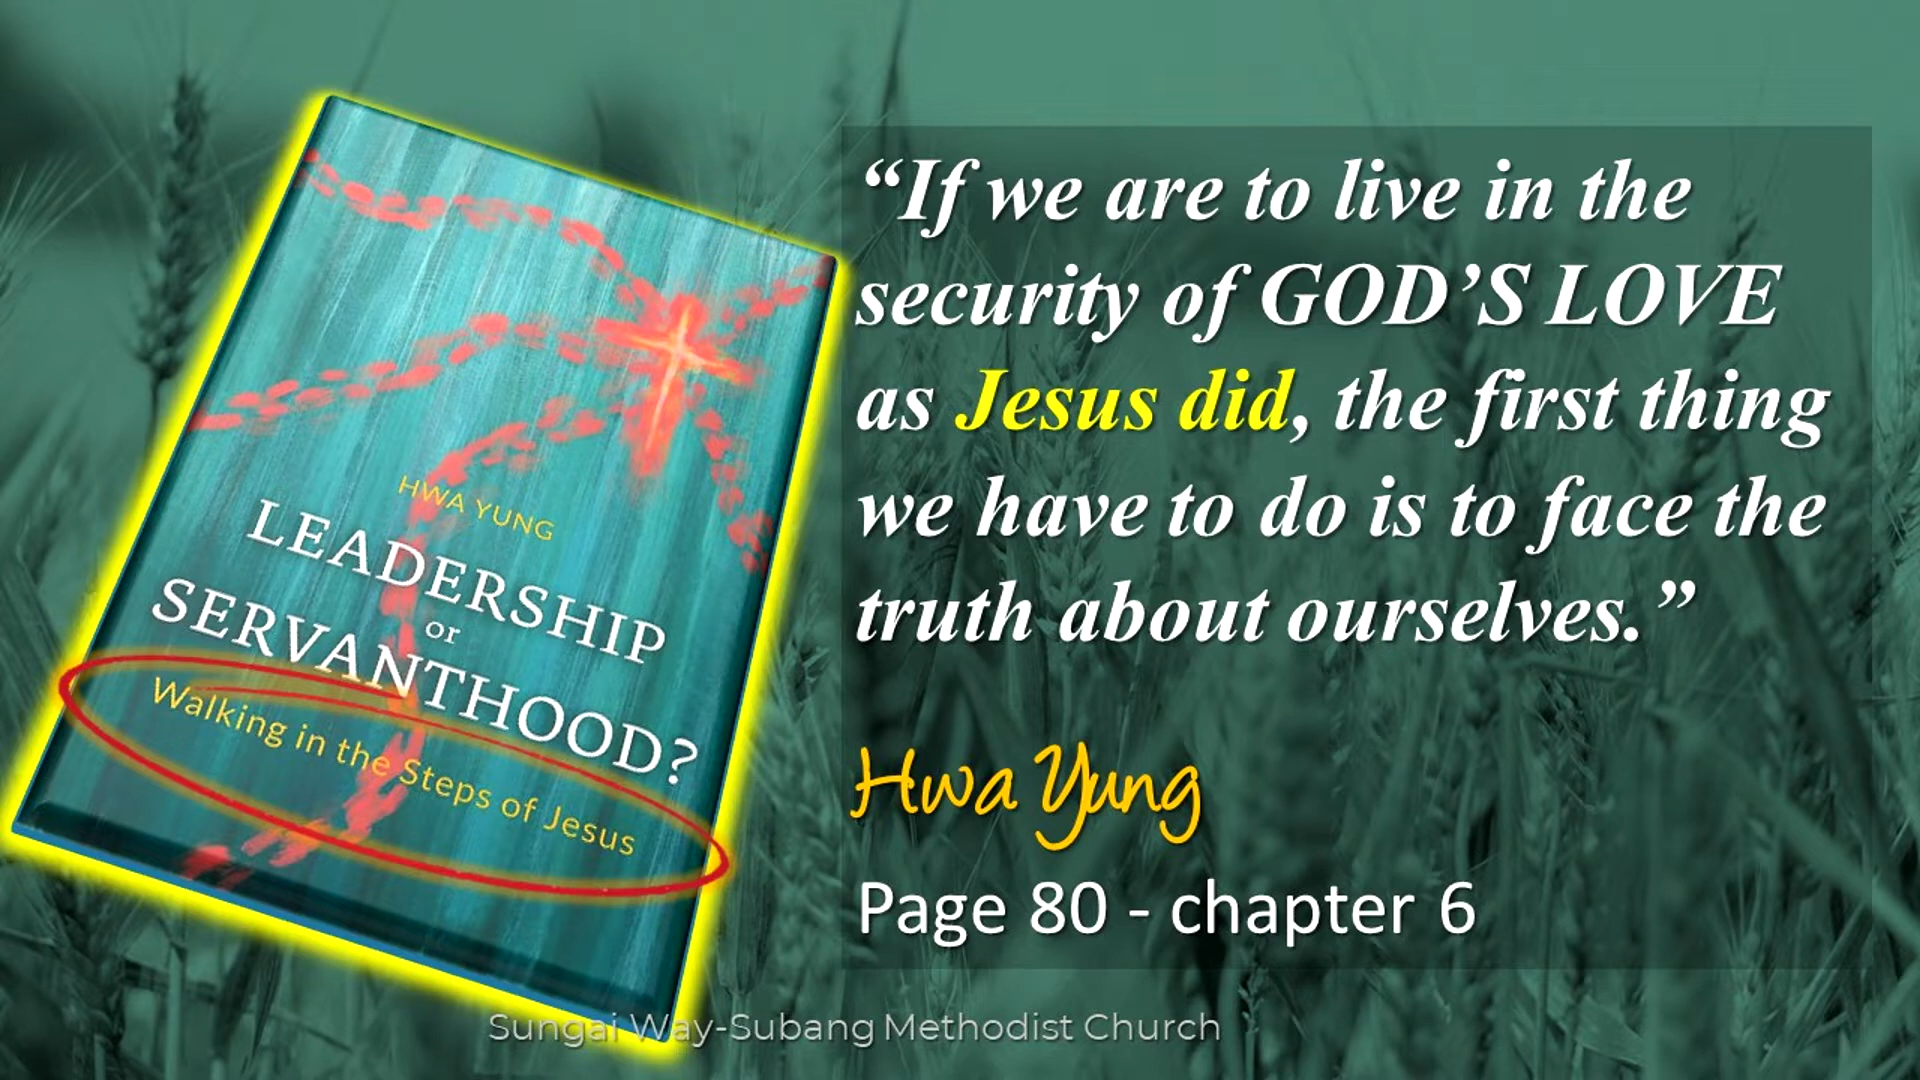 HWA YUNG
LEADERSHIP
or
SERVANTHOOD?
Walking in the Steps of Jesus
“If we are to live in the
security of GOD’S LOVE
as Jesus did, the first thing
we have to do is to face the
truth about ourselves.”
Hwa Yung
Page 80 - chapter 6
Sungai Way-Subang Methodist Church